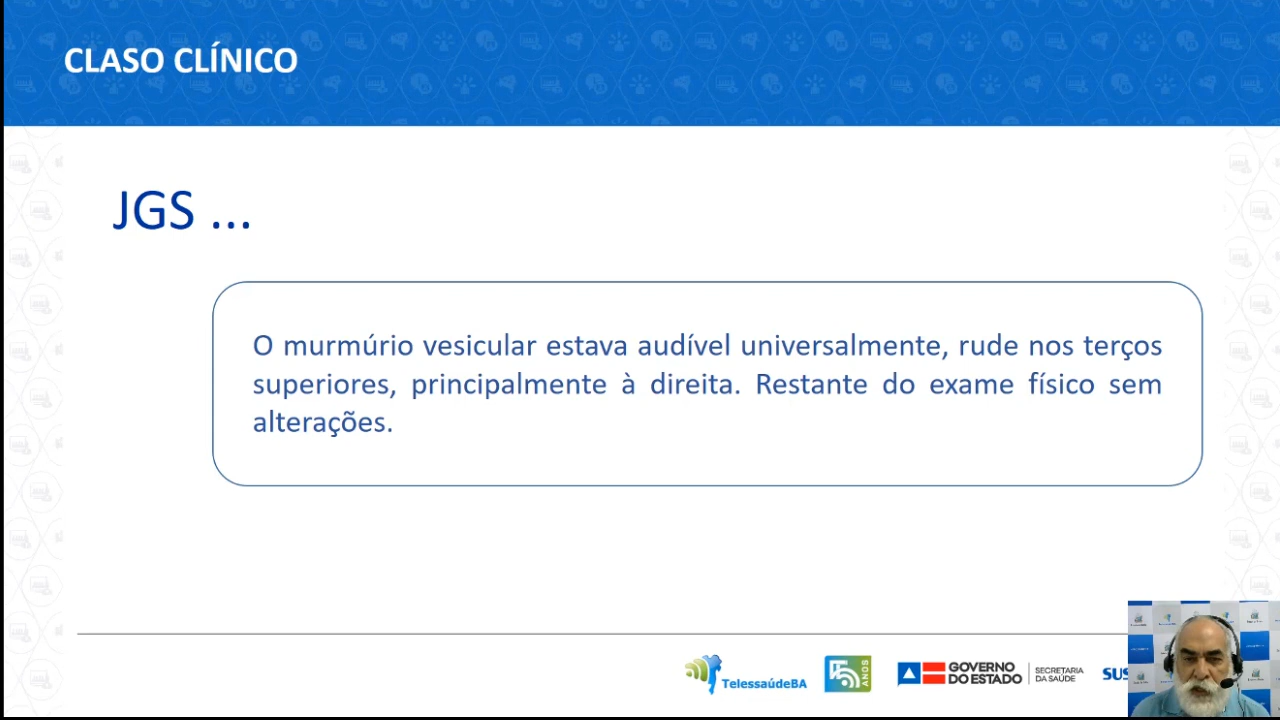 CLASO CLÍNICO
JGS ...
O murmúrio vesicular estava audível universalmente, rude nos terços
superiores, principalmente à direita. Restante do exame físico sem
alterações.
TelessaúdeBA
15 ANOS
GOVERNO
DO ESTADO
SECRETARIA
DA SAÚDE
SUS